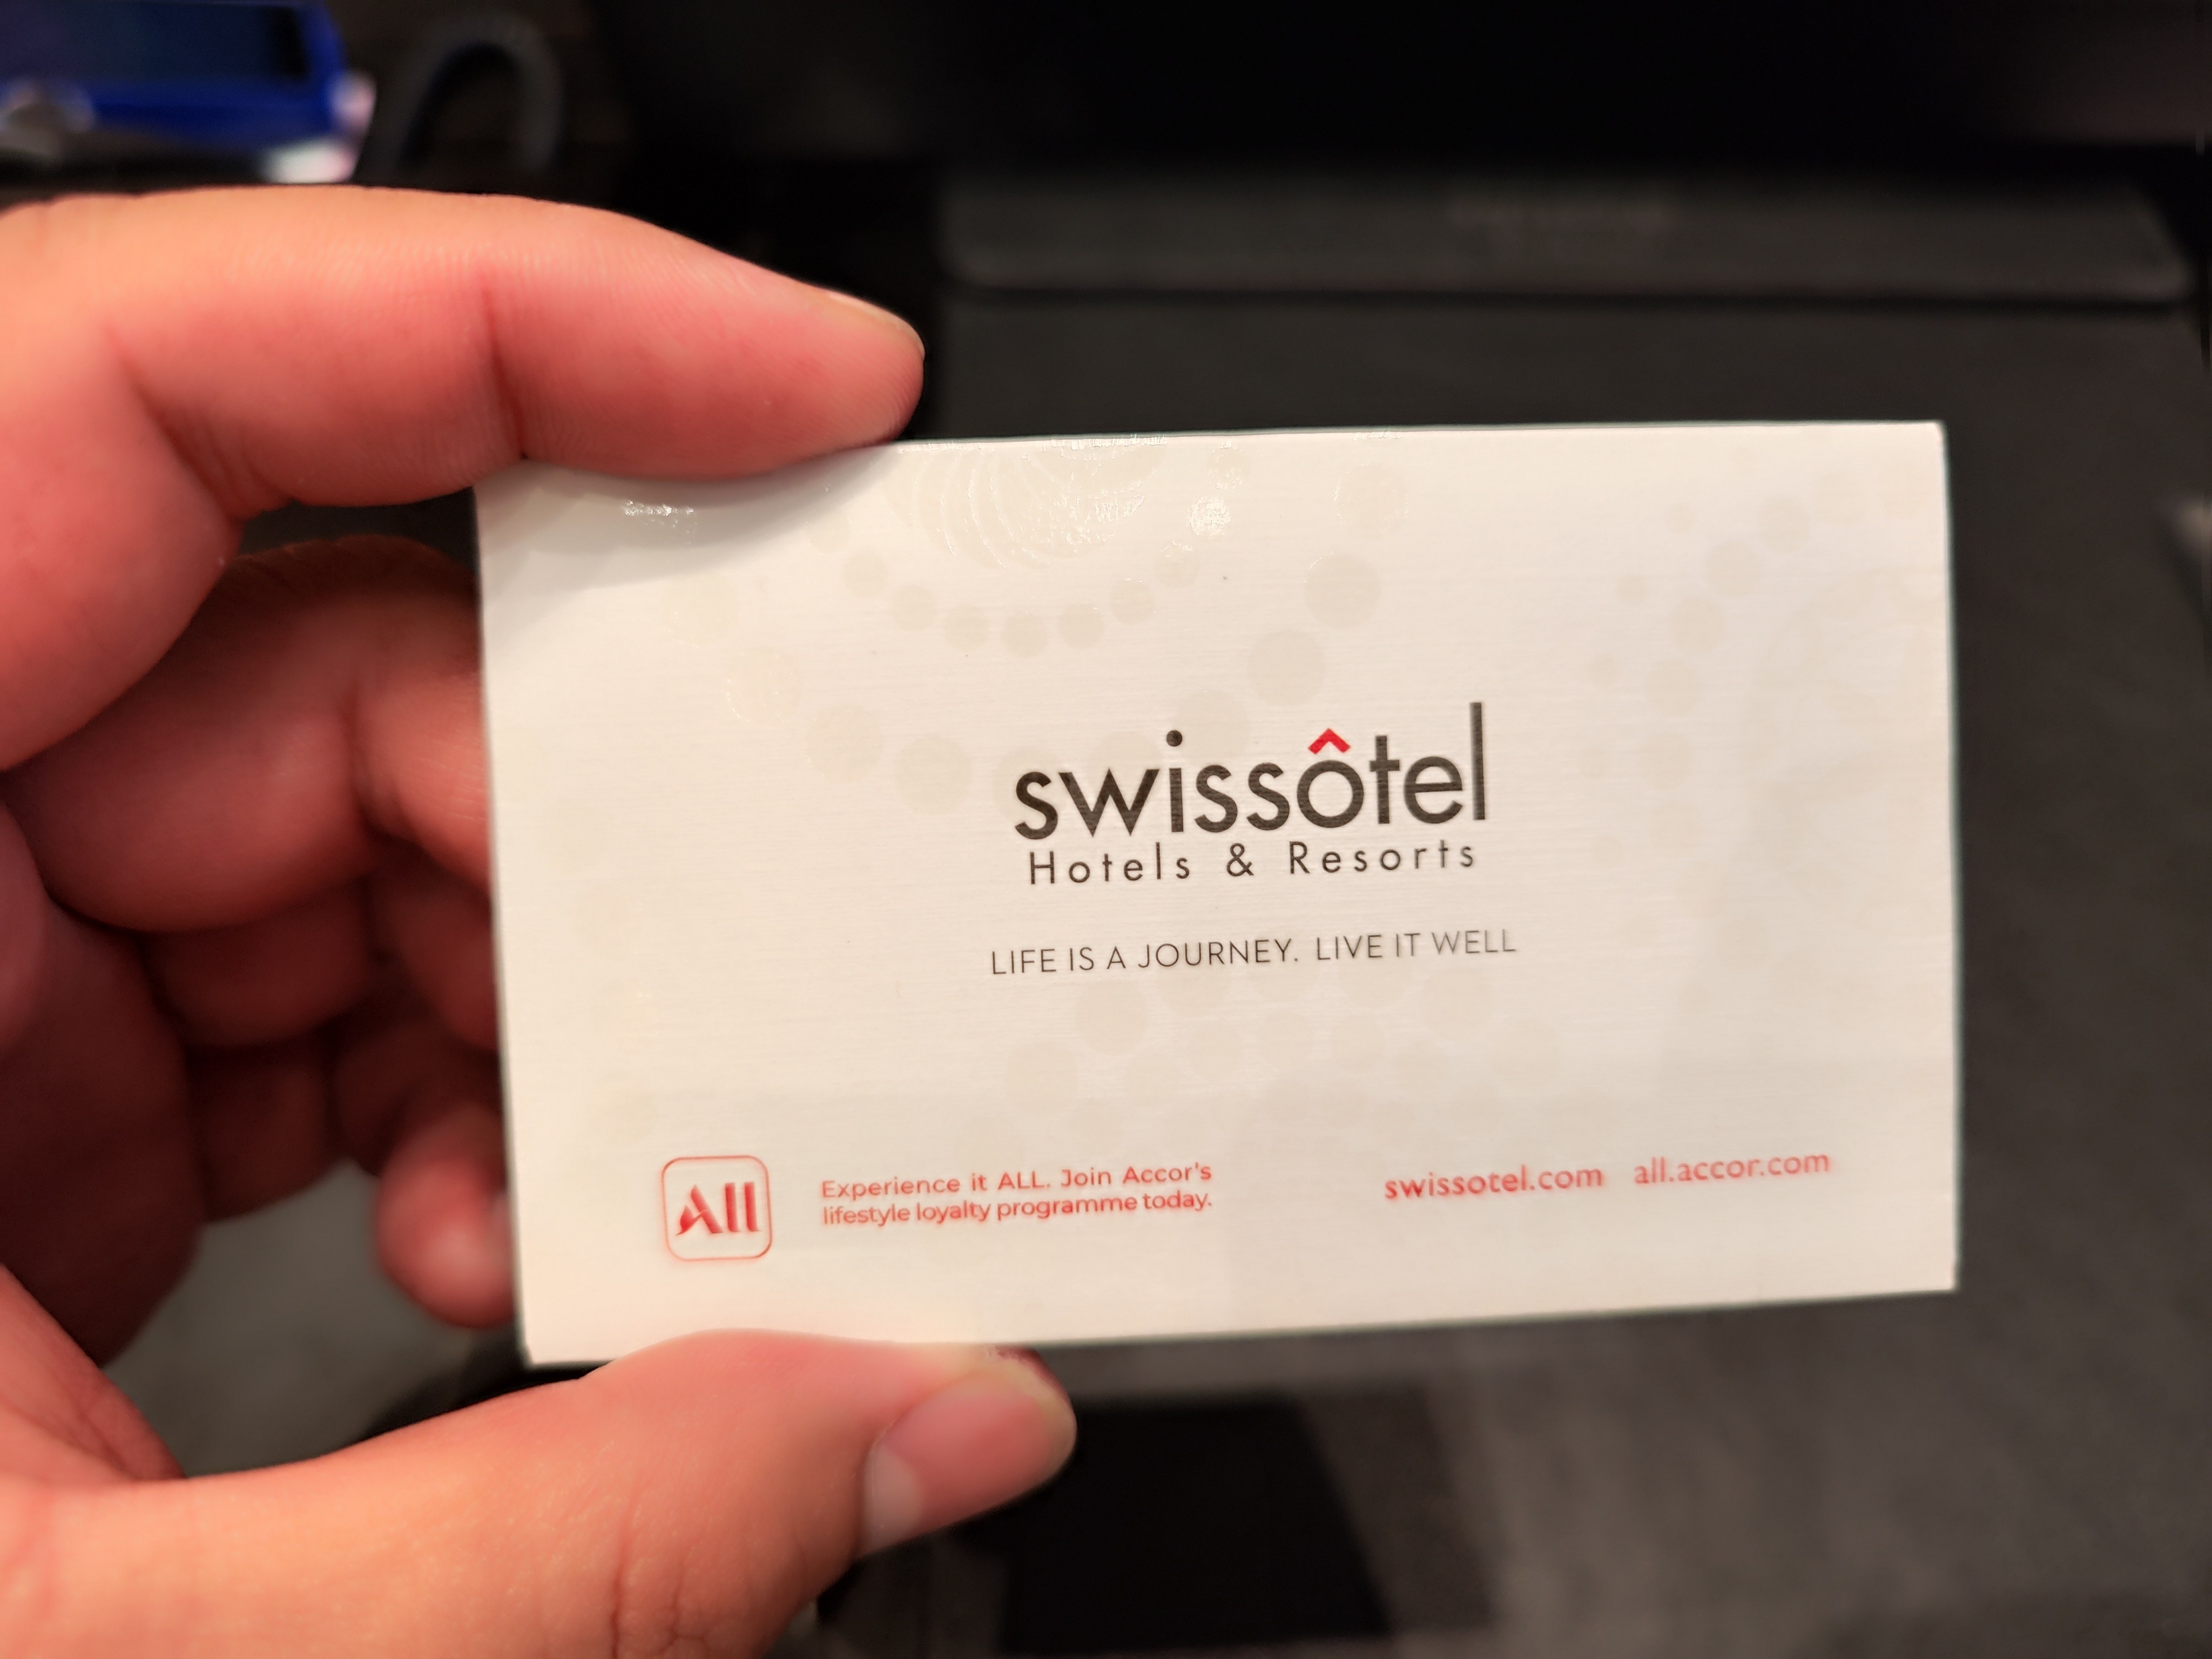 swissôtel
Hotels & Resorts
LIFE IS A JOURNEY. LIVE IT WELL
All
Experience it ALL. Join Accor's
lifestyle loyalty programme today.
swissotel.com all.accor.com